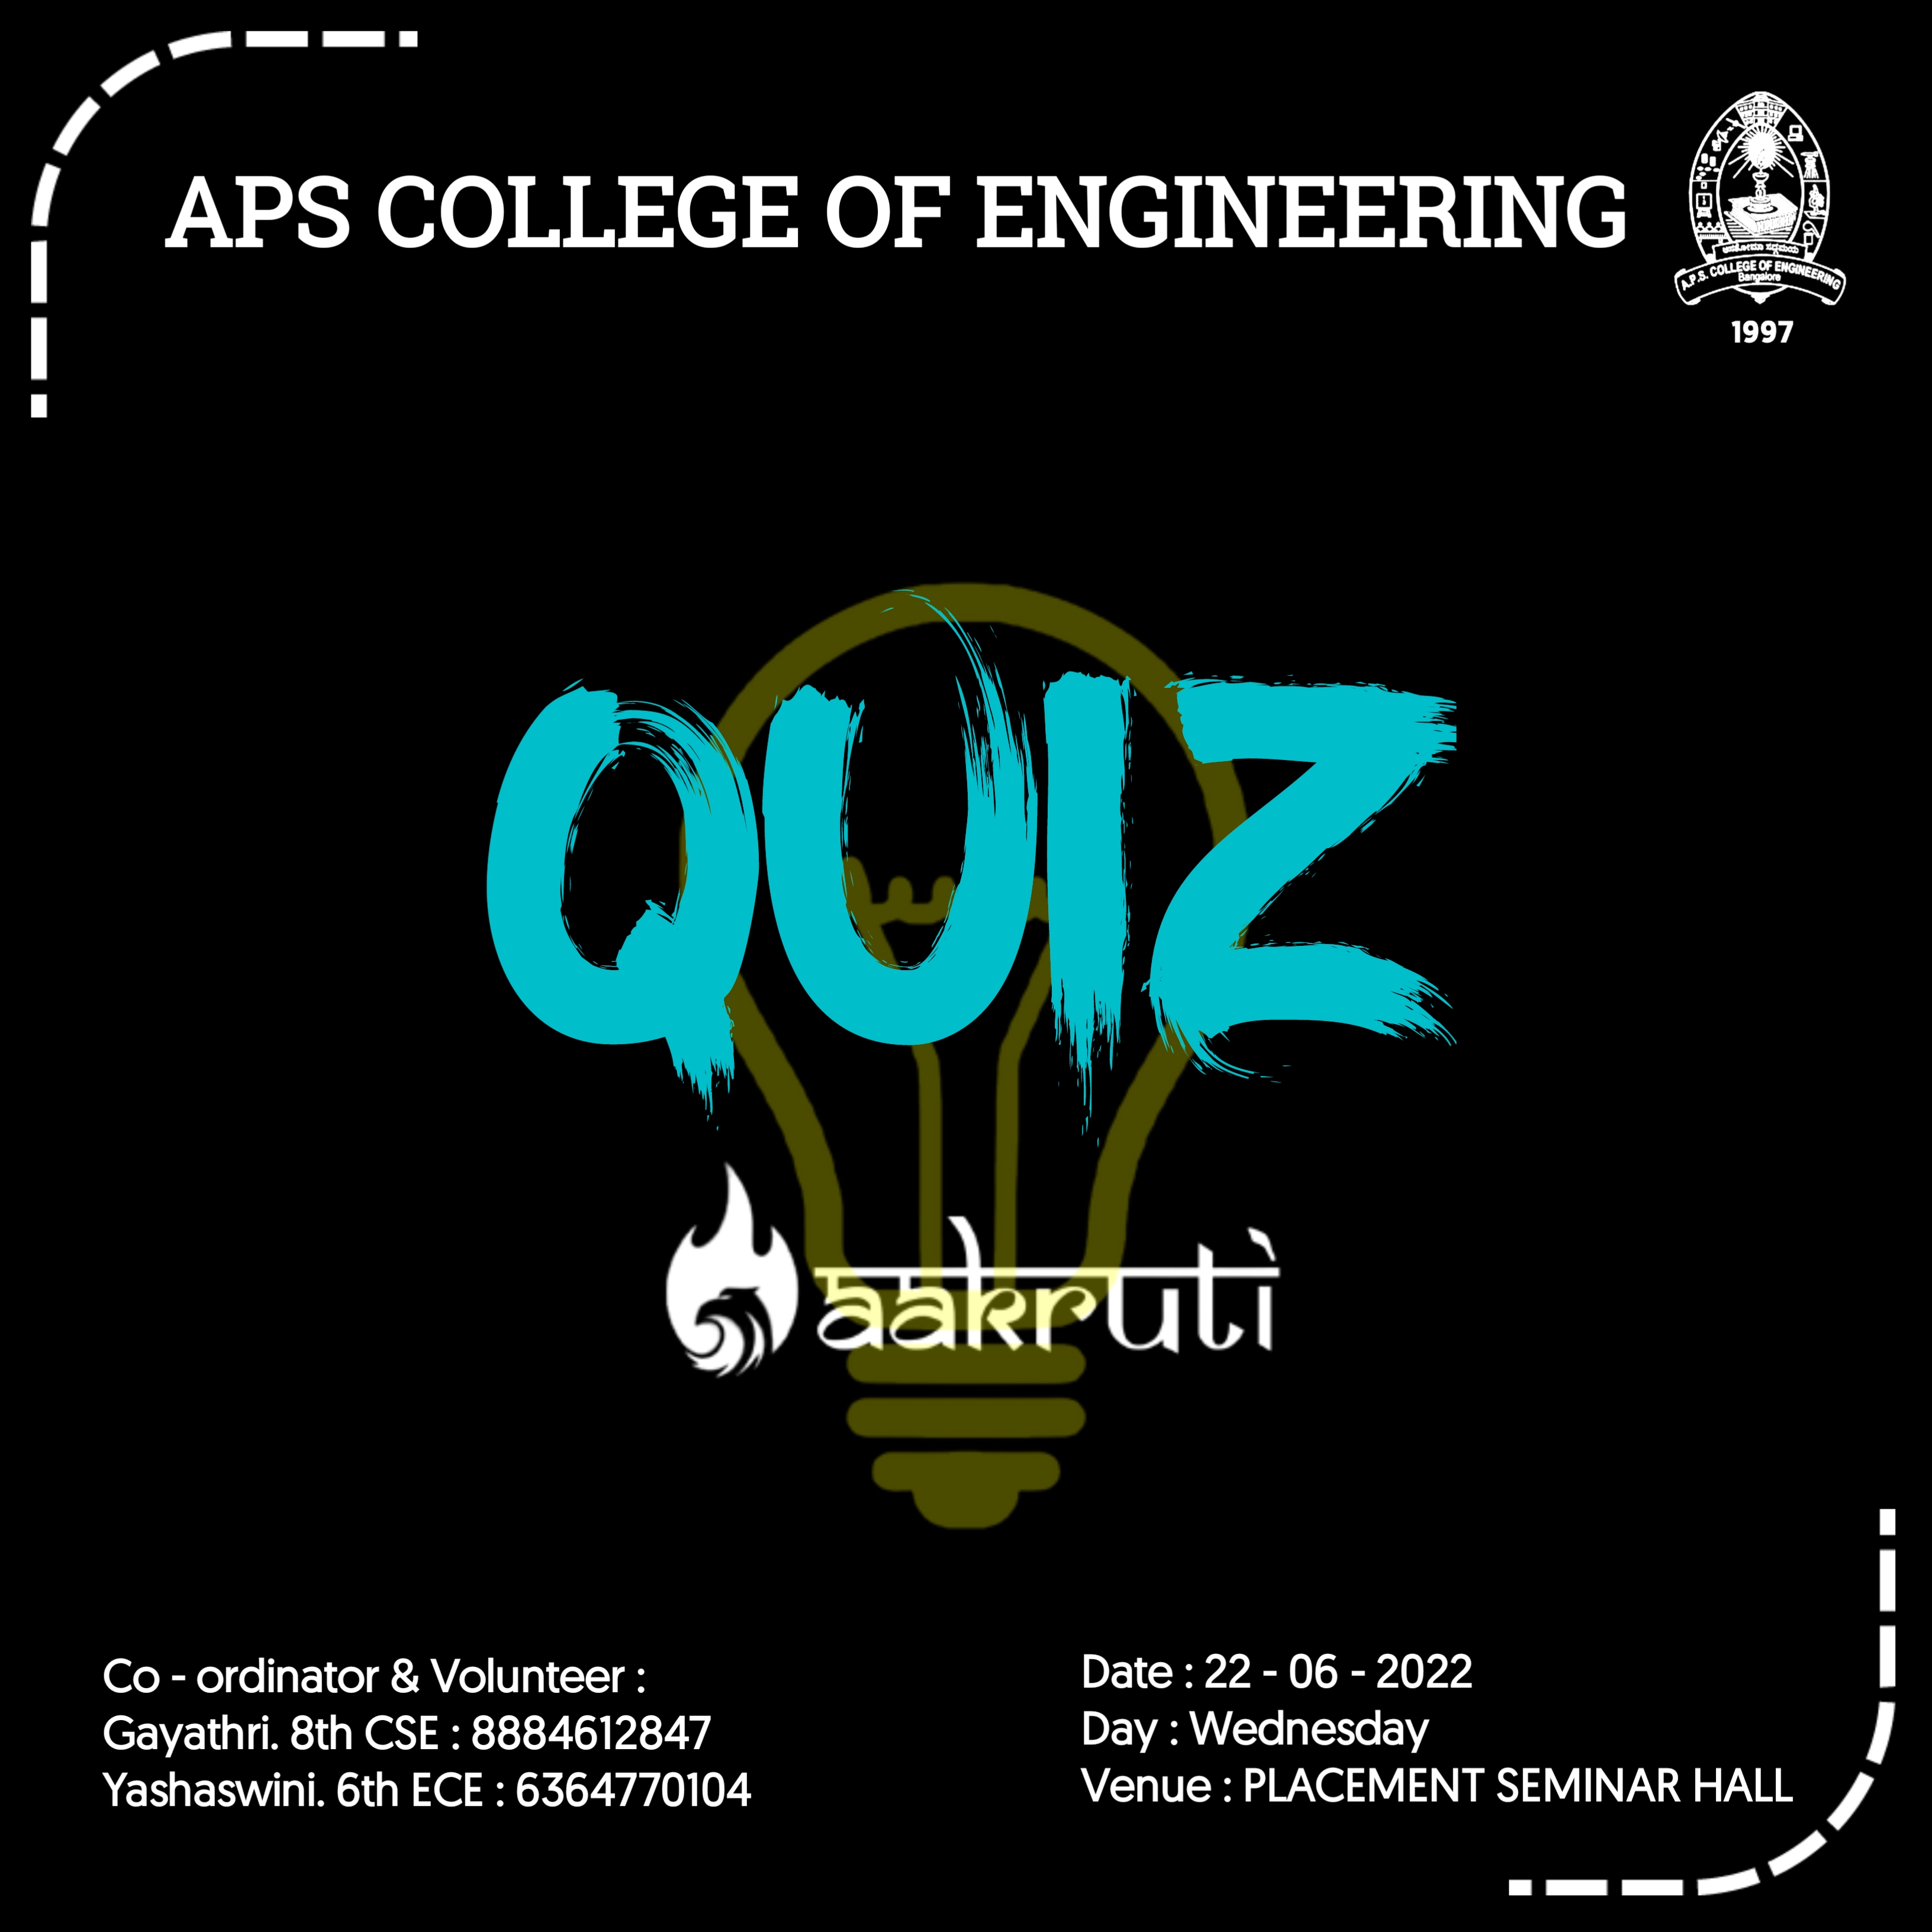 APS COLLEGE OF ENGINEERING
A.P.S. COLLEGE OF ENGINEERING
Bangalore
1997
QUIZ
aakruti
Co - ordinator & Volunteer :
Gayathri. 8th CSE : 8884612847
Yashaswini. 6th ECE : 6364770104
Date : 22 - 06 - 2022
Day : Wednesday
Venue : PLACEMENT SEMINAR HALL